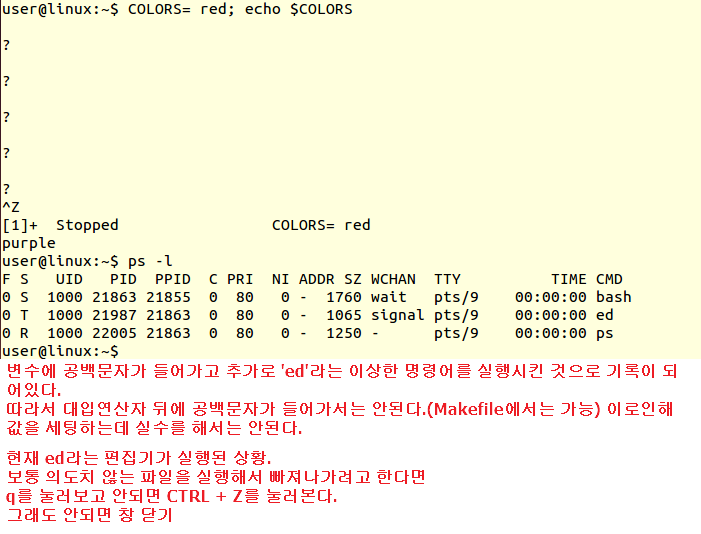 user@linux:~$ COLORS= red; echo $COLORS
?
?
?
?
?
^Z
[1]+  Stopped                 COLORS= red
purple
user@linux:~$ ps -l
F S   UID   PID  PPID  C PRI  NI ADDR SZ WCHAN  TTY          TIME CMD
0 S  1000 21863 21855  0  80   0 -  1760 wait   pts/9    00:00:00 bash
0 T  1000 21987 21863  0  80   0 -  1065 signal pts/9    00:00:00 ed
0 R  1000 22005 21863  0  80   0 -  1250 -      pts/9    00:00:00 ps
user@linux:~$
변수에 공백문자가 들어가고 추가로 'ed'라는 이상한 명령어를 실행시킨 것으로 기록이 되
어있다.
따라서 대입연산자 뒤에 공백문자가 들어가서는 안된다.(Makefile에서는 가능) 이로인해
값을 세팅하는데 실수를 해서는 안된다.
현재 ed라는 편집기가 실행된 상황.
보통 의도치 않는 파일을 실행해서 빠져나가려고 한다면
q를 눌러보고 안되면 CTRL + Z를 눌러본다.
그래도 안되면 창 닫기